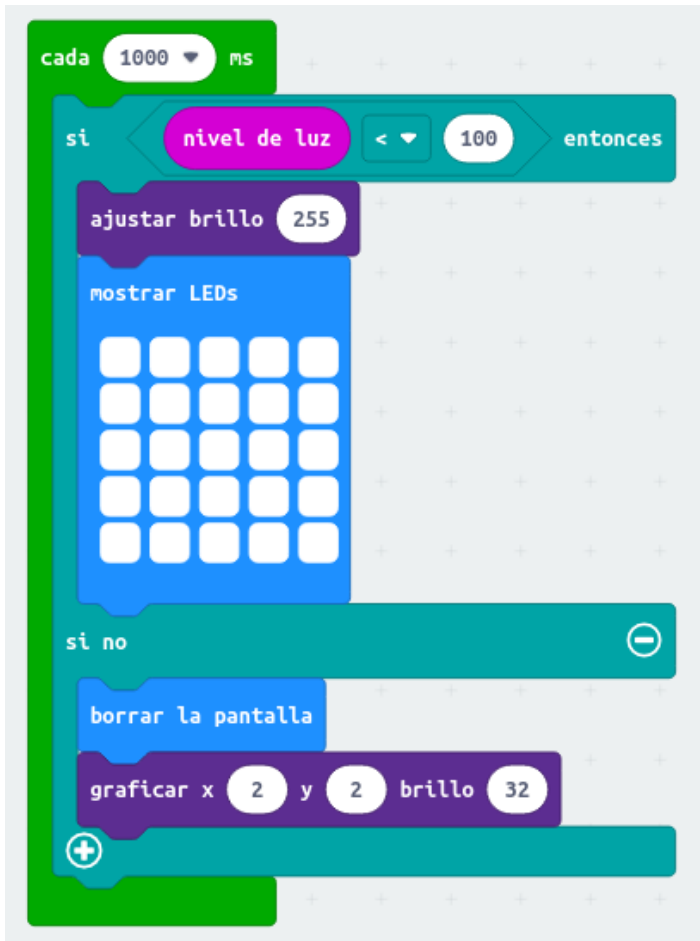 cada 1000 ms
si nivel de luz < 100 entonces
ajustar brillo 255
mostrar LEDs
si no
borrar la pantalla
graficar x 2 y 2 brillo 32